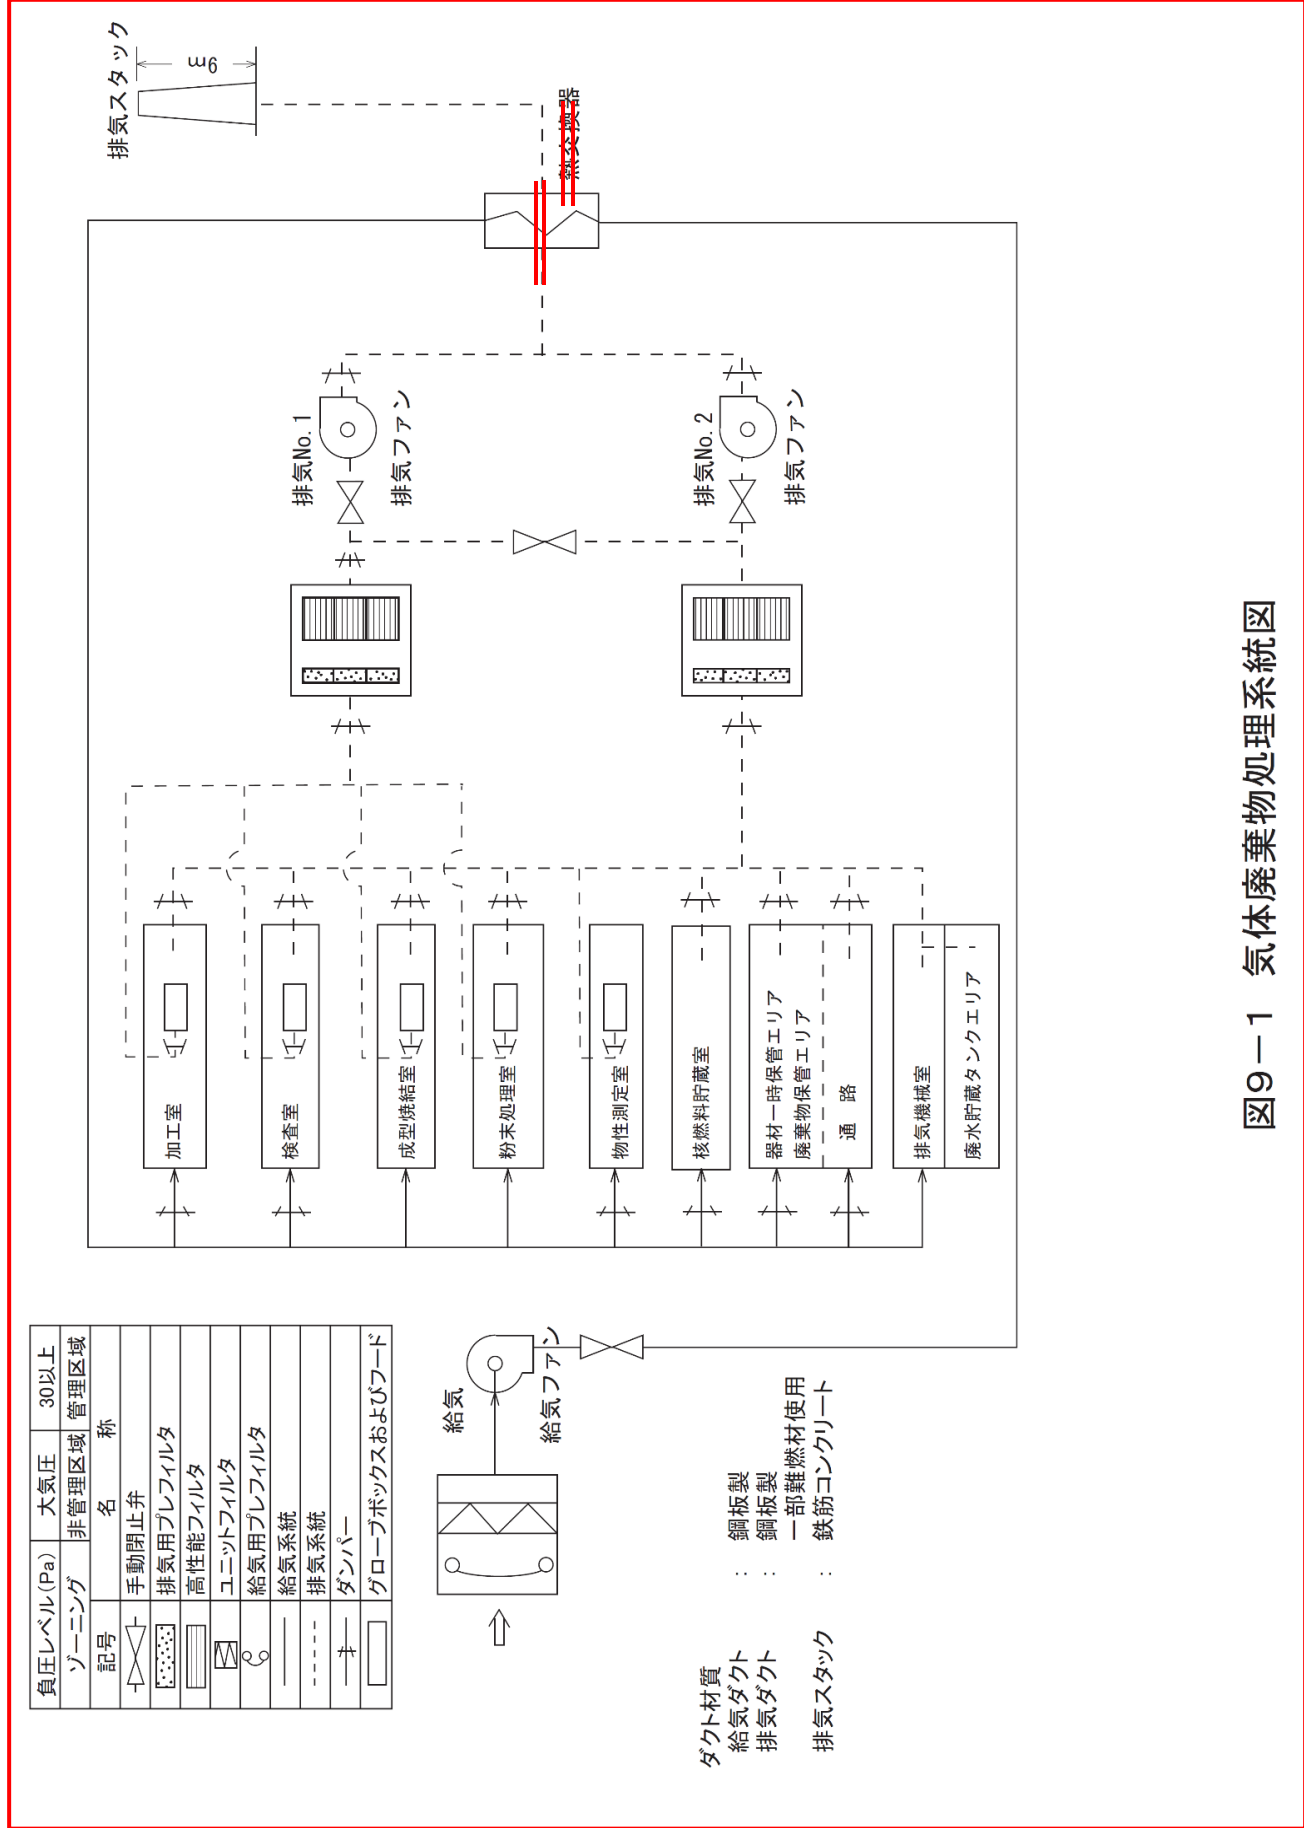 負圧レベル(Pa) 大気圧 30以上
ゾーニング 非管理区域 管理区域
記号 名 称
手動閉止弁
排気用プレフィルタ
高性能フィルタ
ユニットフィルタ
給気用プレフィルタ
給気系統
排気系統
ダンパー
グローブボックスおよびフード
給気
給気ファン
ダクト材質
給気ダクト : 鋼板製
排気ダクト : 鋼板製
一部難燃材使用
排気スタック : 鉄筋コンクリート
加工室
検査室
成型焼結室
粉末処理室
物性測定室
核燃料貯蔵室
器材一時保管エリア
廃棄物保管エリア
通 路
排気機械室
廃水貯蔵タンクエリア
排気No.1
排気ファン
排気No.2
排気ファン
熱交換器
排気スタック
9m
図9－1 気体廃棄物処理系統図